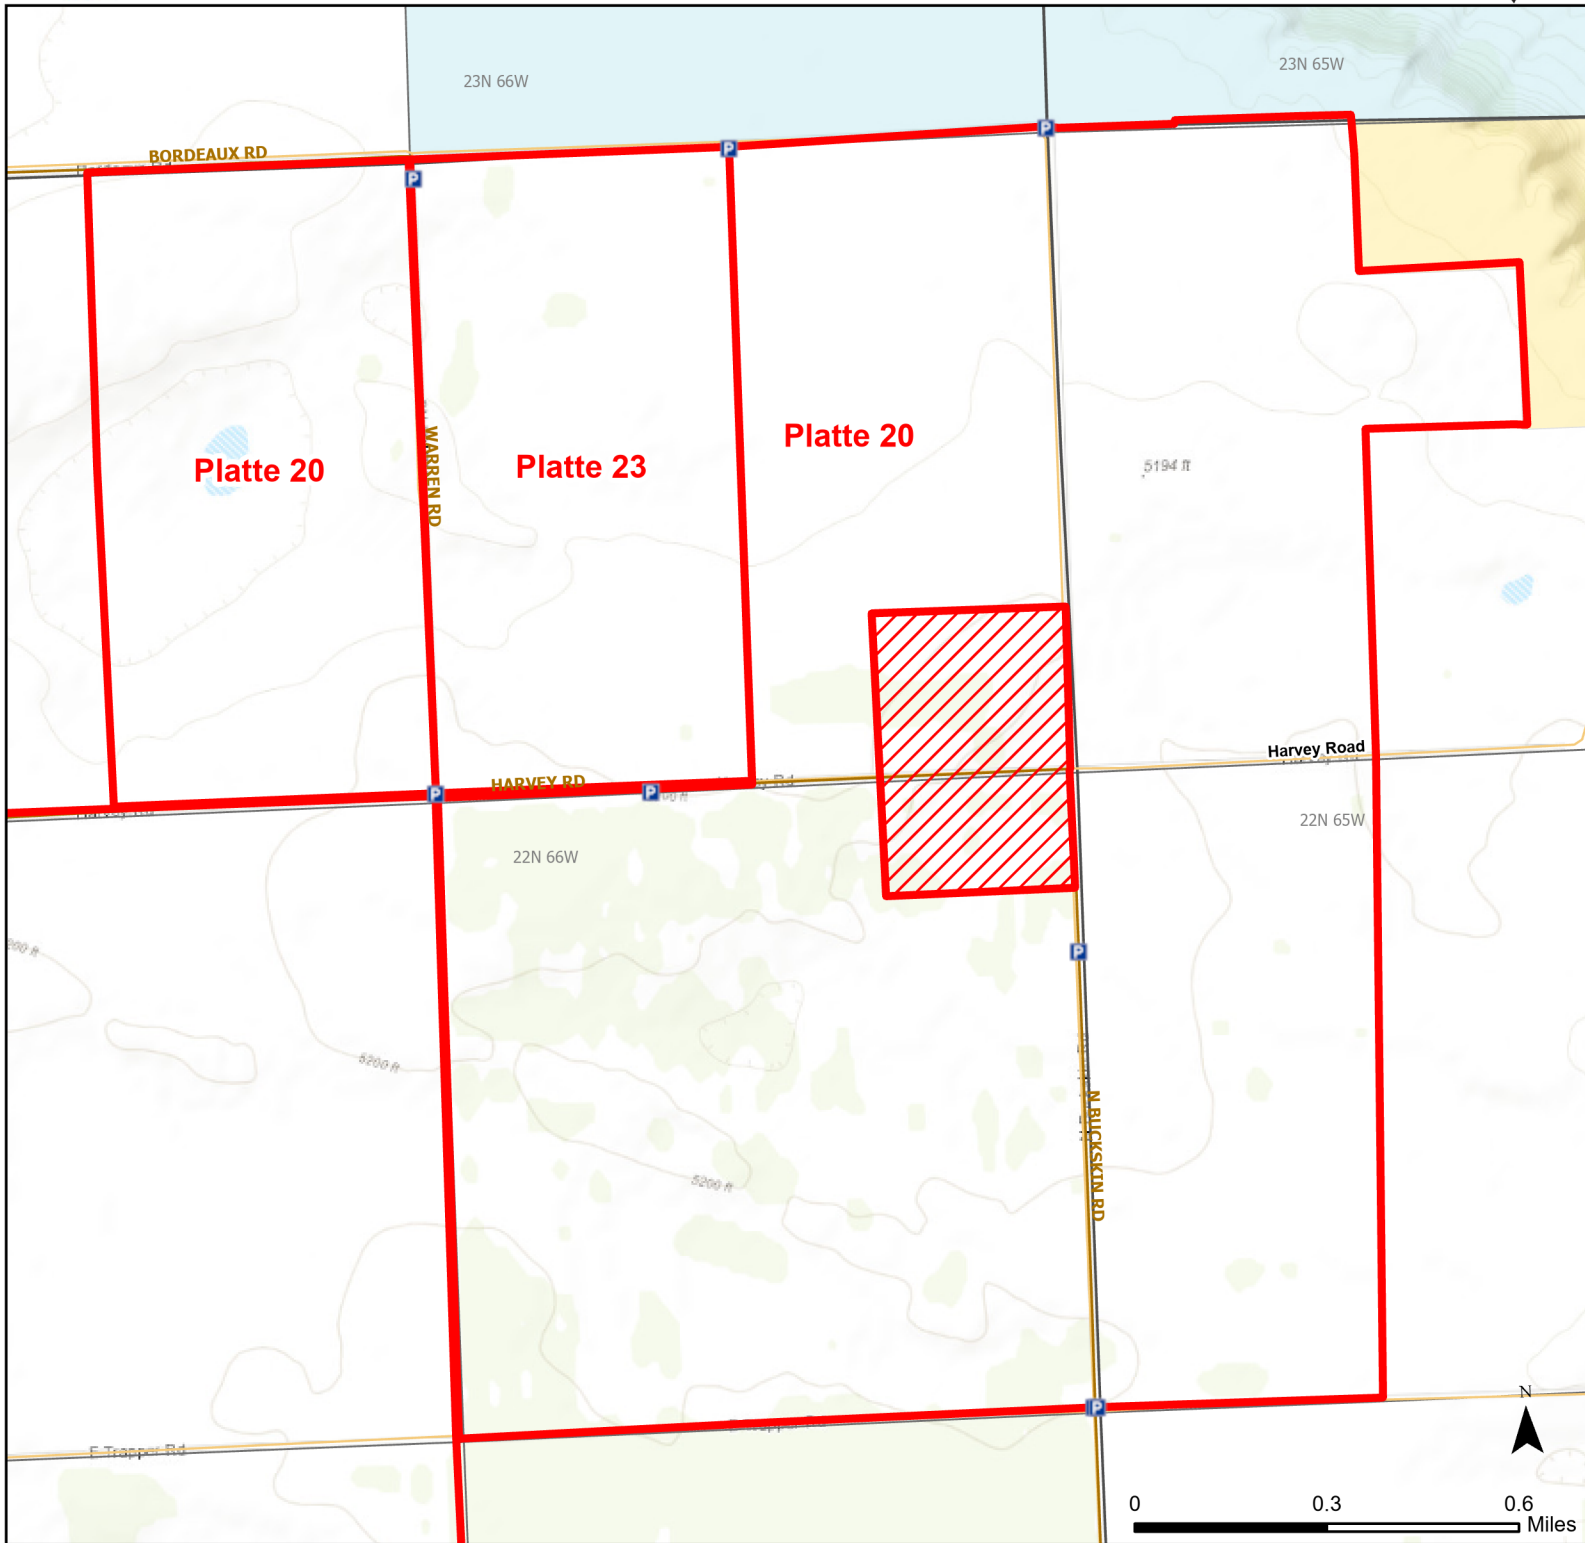 23N 66W
23N 65W
BORDEAUX RD
P
P
P
P
Platte 20
WARREN RD
Platte 23
Platte 20
5194 ft
HARVEY RD
P
P
Harvey Road
22N 65W
22N 66W
P
5200 ft
N BUCKSKIN RD
5200 ft
P
E Trapper Rd
E Trapper Rd
N
0 0.3 0.6
Miles